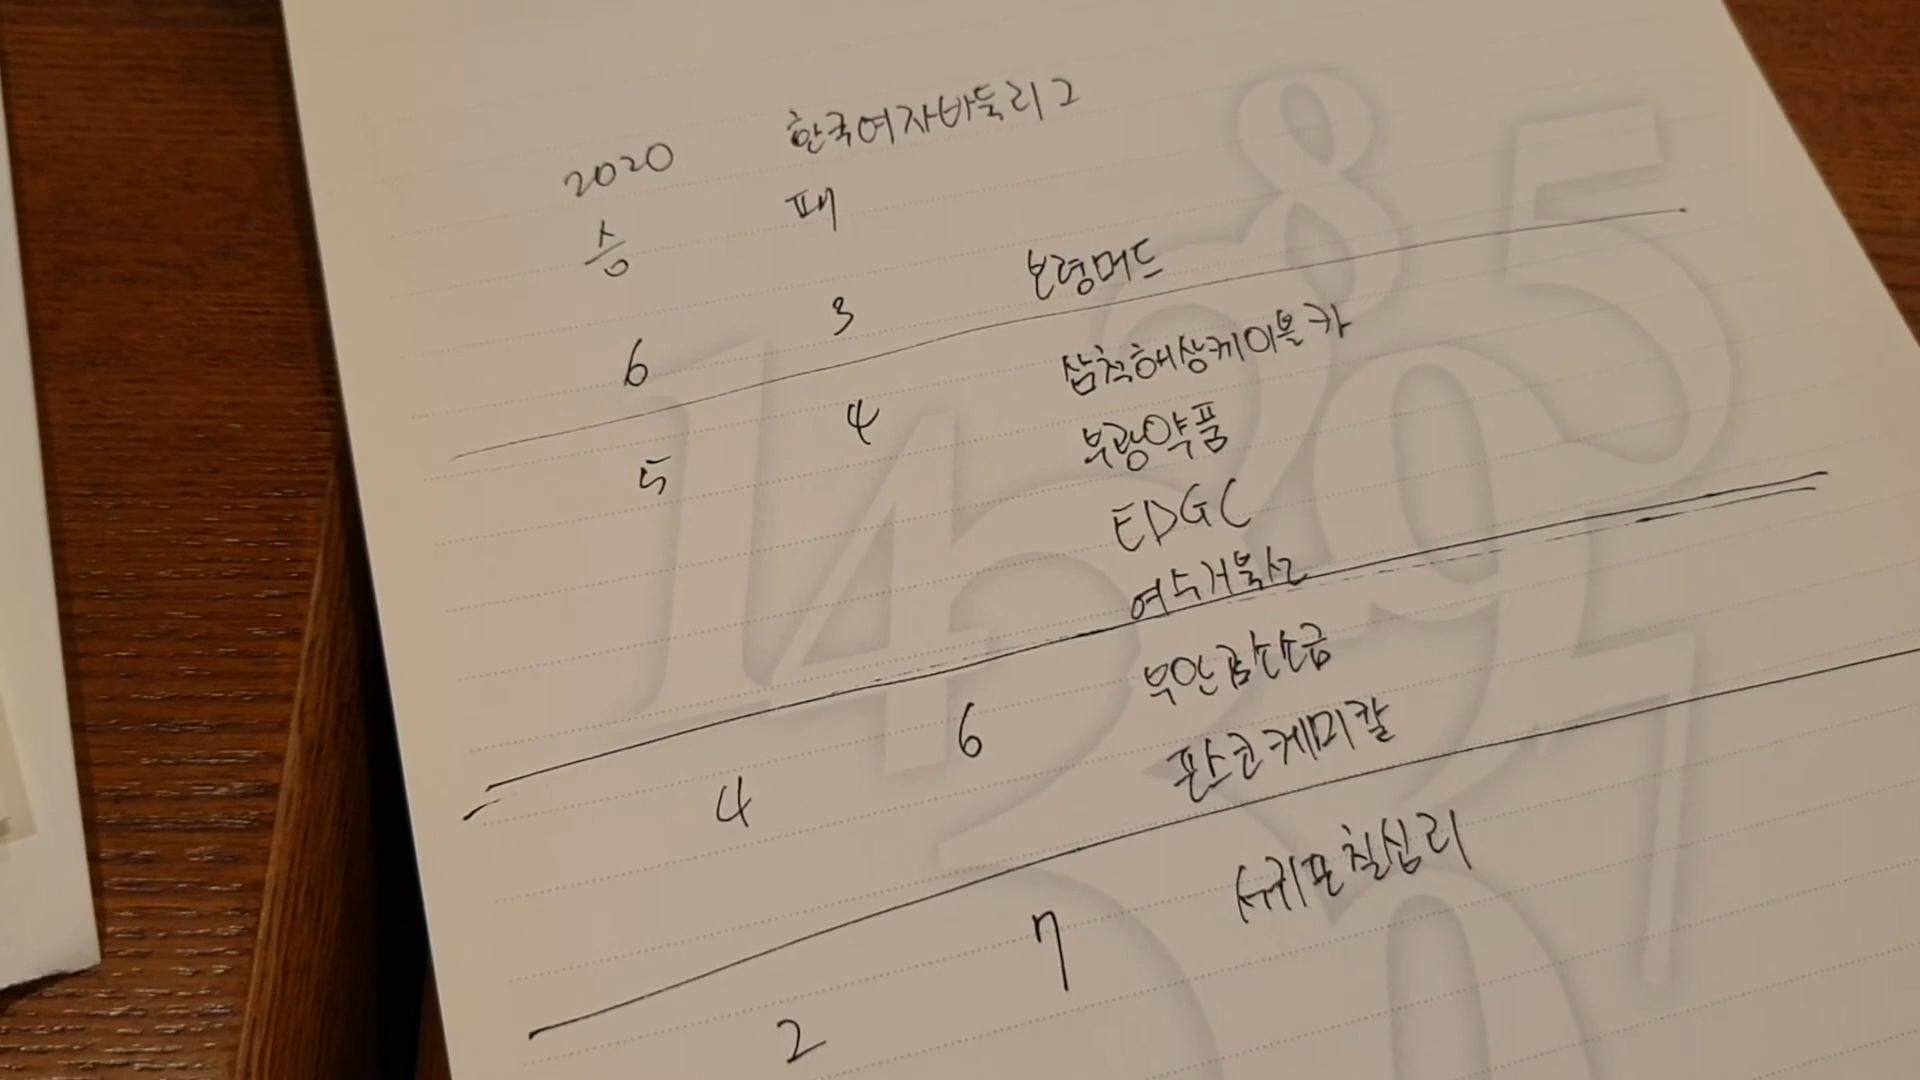 2020 한국여자바둑리그
승 패
6 3 보령머드
5 4 삼척해상케이블카
부광약품
EDGC
여수거북선
4 6 부안곰소소금
포스코케미칼
2 7 서귀포칠십리